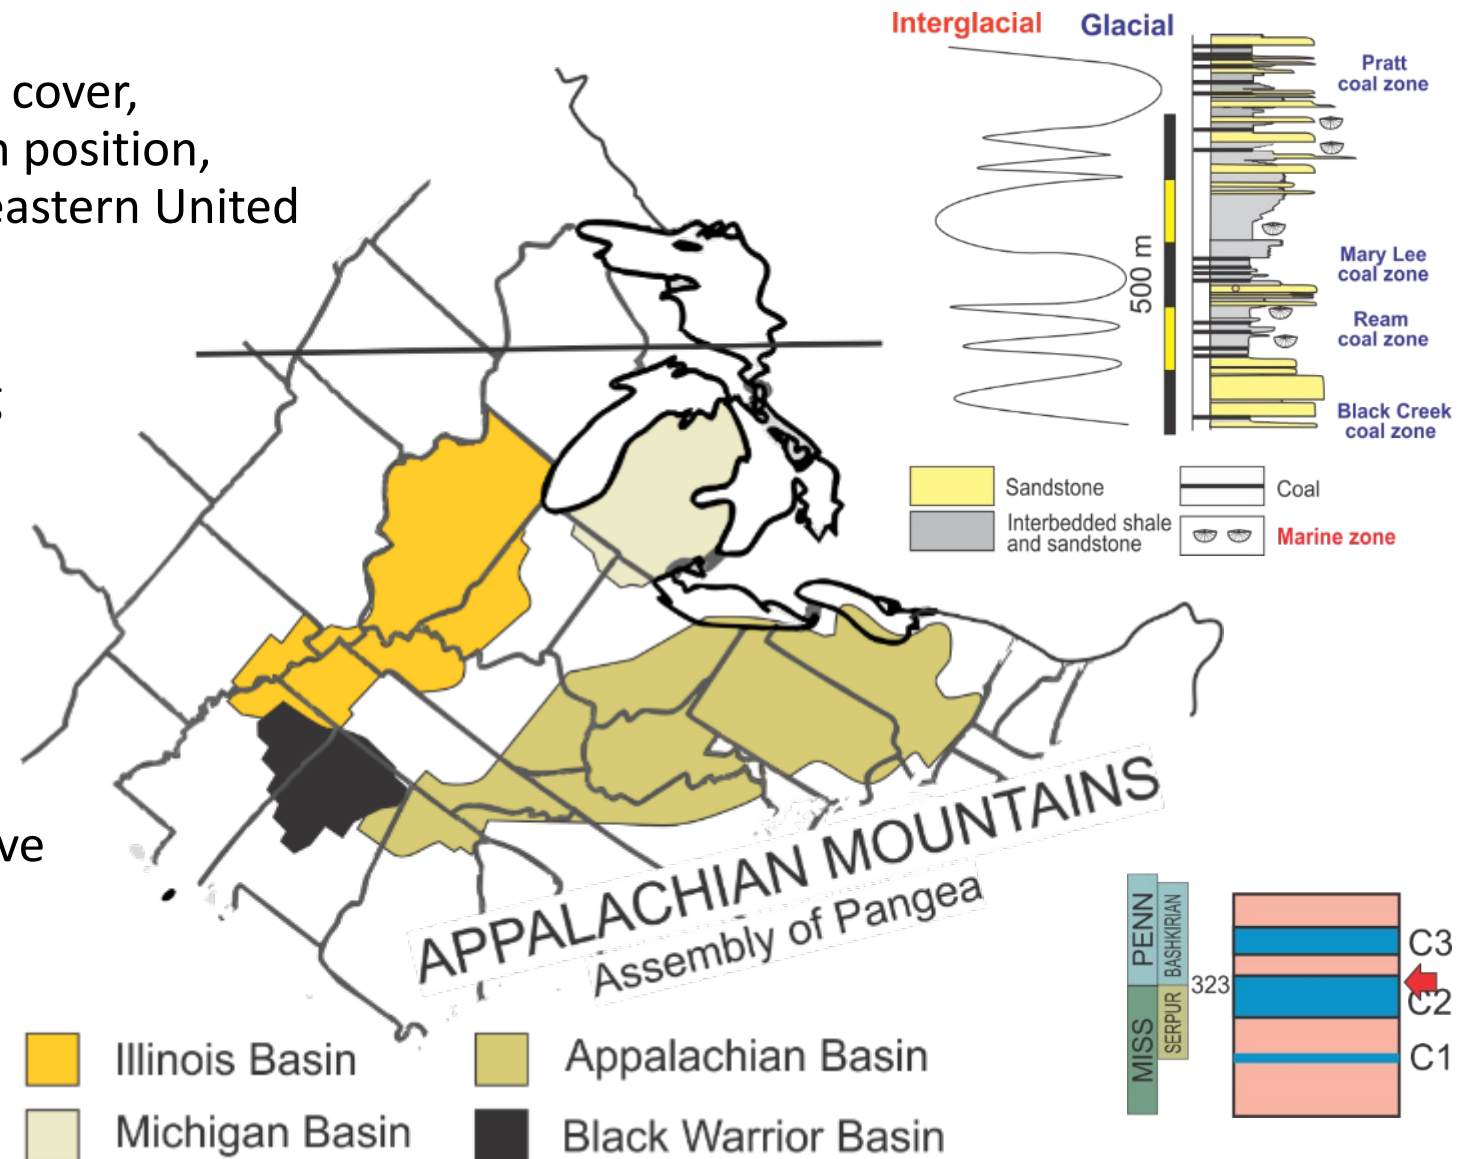 cover,
position,
eastern United
ve
Interglacial
Glacial
Pratt
coal zone
Mary Lee
coal zone
Ream
coal zone
Black Creek
coal zone
500 m
Sandstone
Coal
Interbedded shale
and sandstone
Marine zone
APPALACHIAN MOUNTAINS
Assembly of Pangea
PENN
BASHKIRIAN
MISS
SERPUR
323
C3
C2
C1
Illinois Basin
Appalachian Basin
Michigan Basin
Black Warrior Basin